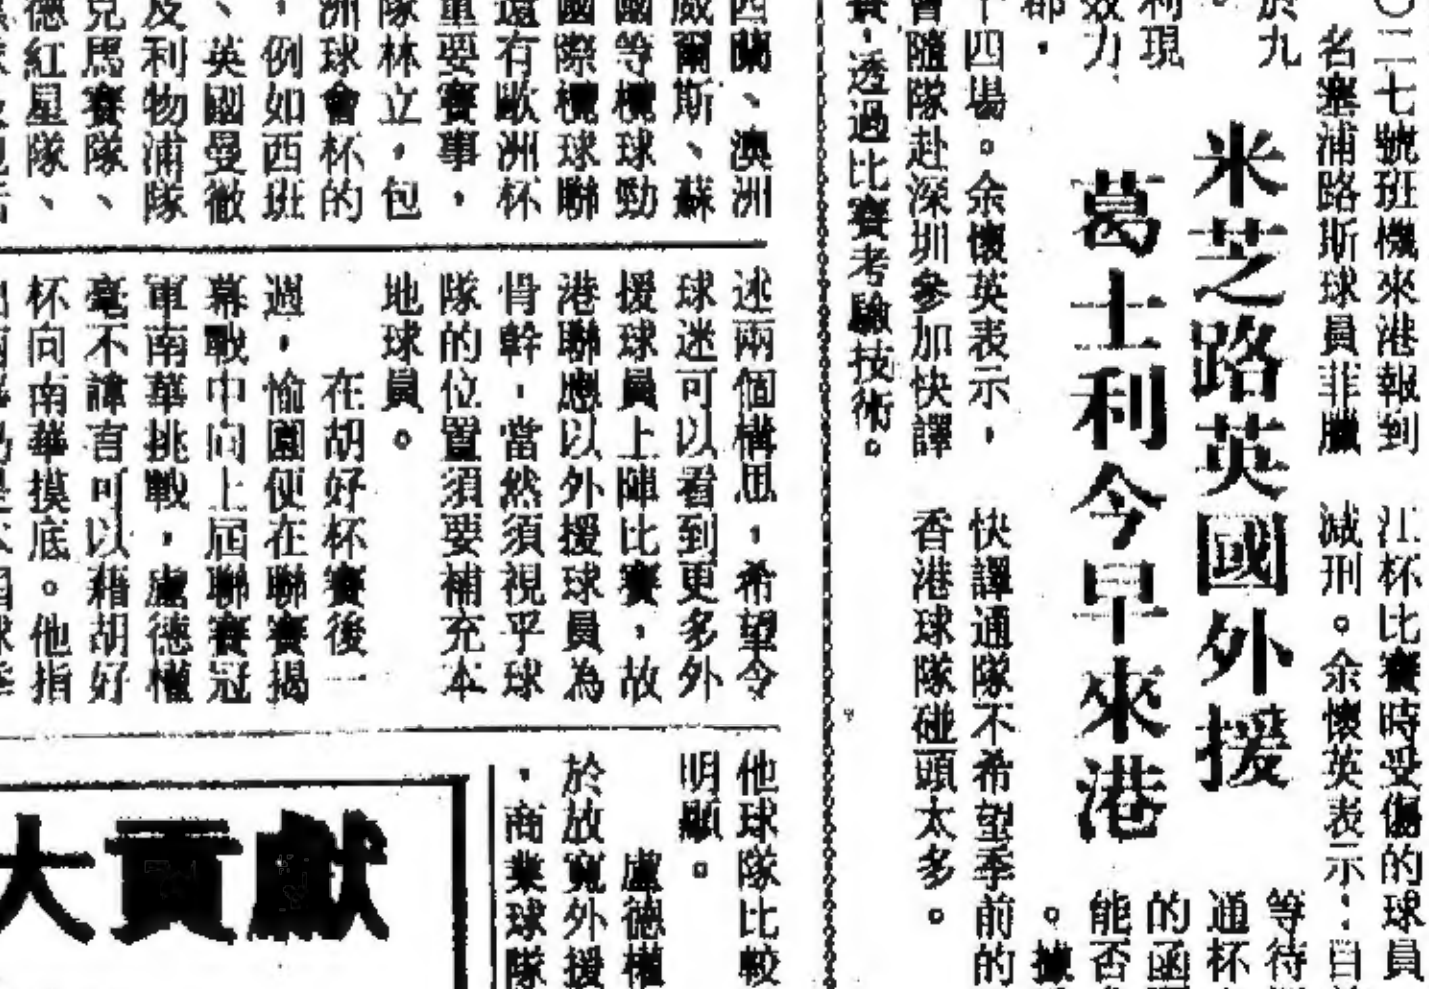 二七號班機來港報到
名塞浦路斯球員菲臘
於九
米芝路英國外援
葛士利今早來港
利現
效力
十四場。余懷英表示，
會隨隊赴深圳參加快譯
賽，透過比賽考驗技術。
江杯比賽時受傷的球員
減刑。余懷英表示：目
等待
通杯
的函
能否
。據
快譯通隊不希望季前的
香港球隊碰頭太多。
四蘭、澳洲
威爾斯、蘇
國等欖球勁
國際欖球聯
還有歐洲杯
重要賽事，
隊林立，包
洲球會杯的
，例如西班
、英國曼徹
及利物浦隊
兒馬賽隊、
德紅星隊、
述兩個構思，希望令
球迷可以看到更多外
援球員上陣比賽，故
港聯應以外援球員為
骨幹，當然須視乎球
隊的位置須要補充本
地球員。
在胡好杯賽後一
週，愉園便在聯賽揭
幕戰中向上屆聯賽冠
軍南華挑戰，盧德權
毫不諱言可以藉胡好
杯向南華摸底。他指
他球隊比較
明顯。
盧德權
於放寬外援
，商業球隊
大貢獻